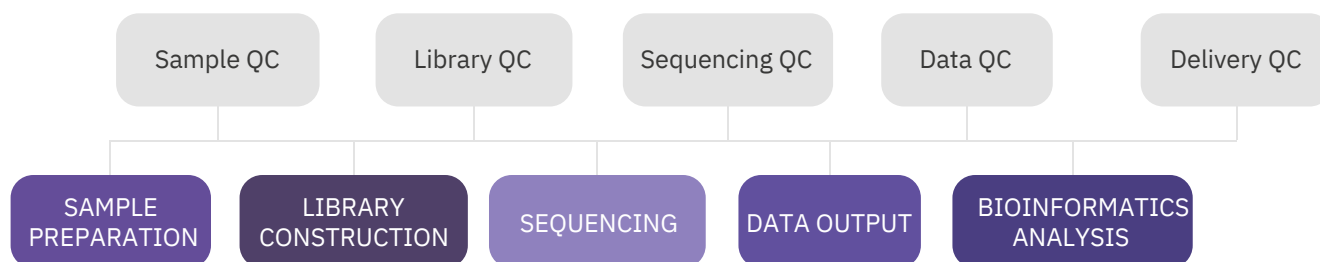 Sample QC
Library QC
Sequencing QC
Data QC
Delivery QC
SAMPLE
PREPARATION
LIBRARY
CONSTRUCTION
SEQUENCING
DATA OUTPUT
BIOINFORMATICS
ANALYSIS